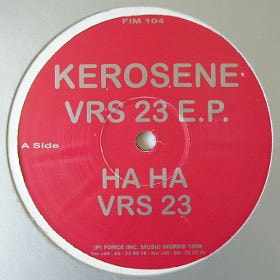 FIM 104
KEROSENE
VRS 23 E.P.
A Side
HA HA
VRS 23
(P) FORCE INC. MUSIC WORKS 1996